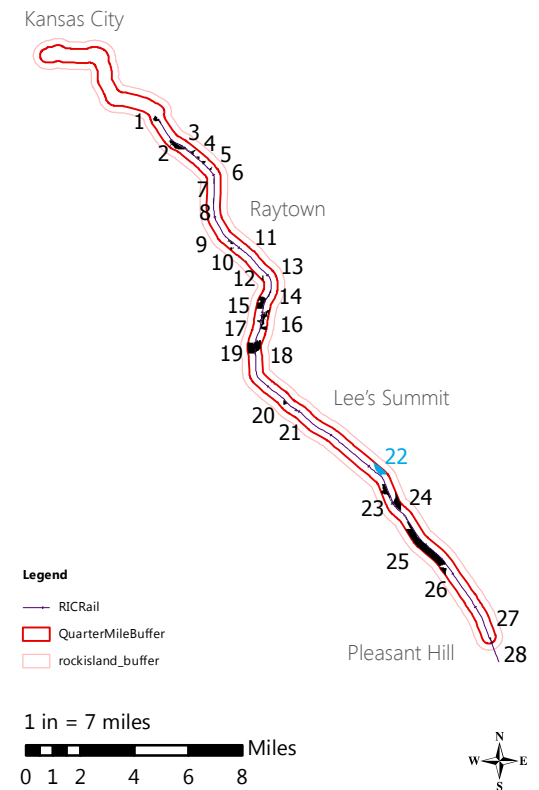 Kansas City
1
3
4
2
5
6
7
8
Raytown
9
11
10
12
13
14
15
16
17
19
18
Lee's Summit
20
21
22
24
23
25
26
Legend
RICRail
QuarterMileBuffer
rockisland_buffer
27
Pleasant Hill
28
1 in = 7 miles
Miles
0 1 2 4 6 8
N
W E
S